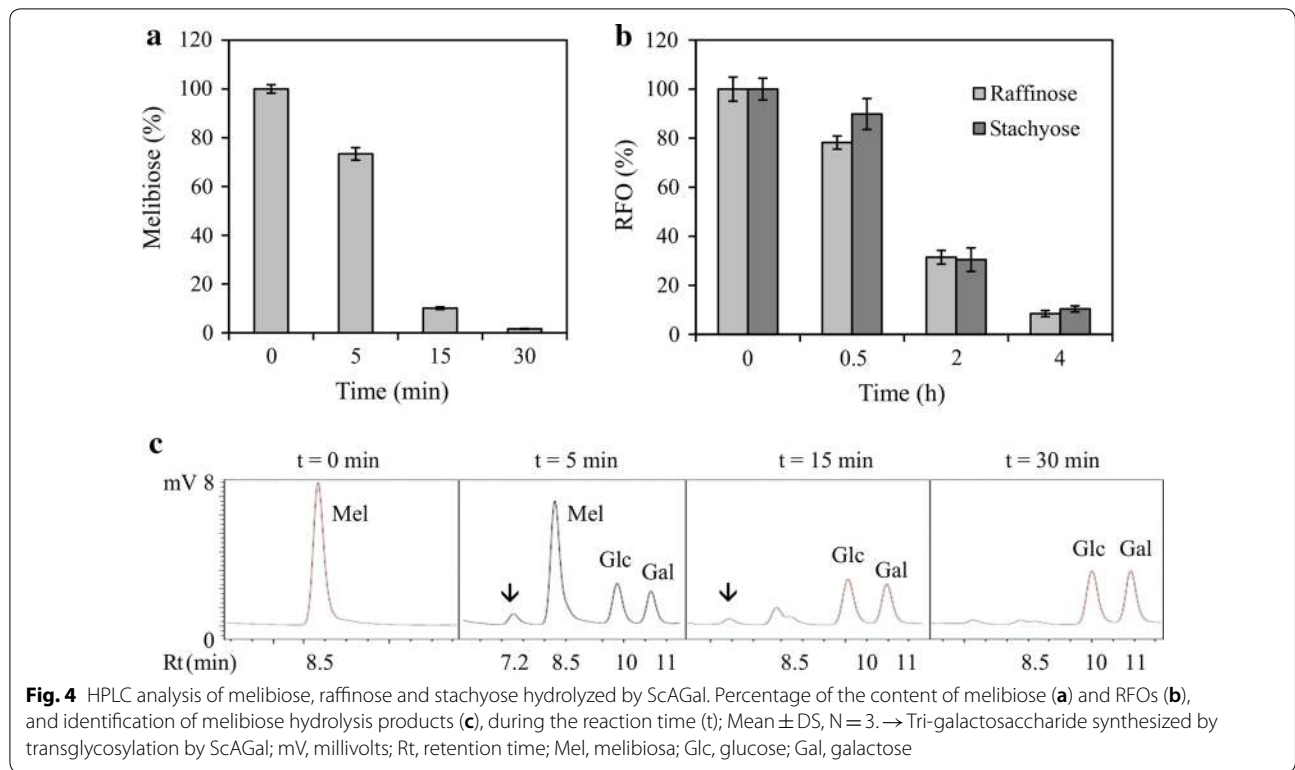 a
120
100
80
60
40
20
0
Melibiose (%)
0 5 15 30
Time (min)
b
120
100
80
60
40
20
0
RFO (%)
Raffinose
Stachyose
0 0.5 2 4
Time (h)
c
t = 0 min t = 5 min t = 15 min t = 30 min
mV 8
0
Mel
Mel Glc Gal
Glc Gal
Glc Gal
Rt (min) 8.5 7.2 8.5 10 11 8.5 10 11 8.5 10 11
Fig. 4 HPLC analysis of melibiose, raffinose and stachyose hydrolyzed by ScAGal. Percentage of the content of melibiose (a) and RFOs (b),
and identification of melibiose hydrolysis products (c), during the reaction time (t); Mean ± DS, N = 3. → Tri-galactosaccharide synthesized by
transglycosylation by ScAGal; mV, millivolts; Rt, retention time; Mel, melibiosa; Glc, glucose; Gal, galactose